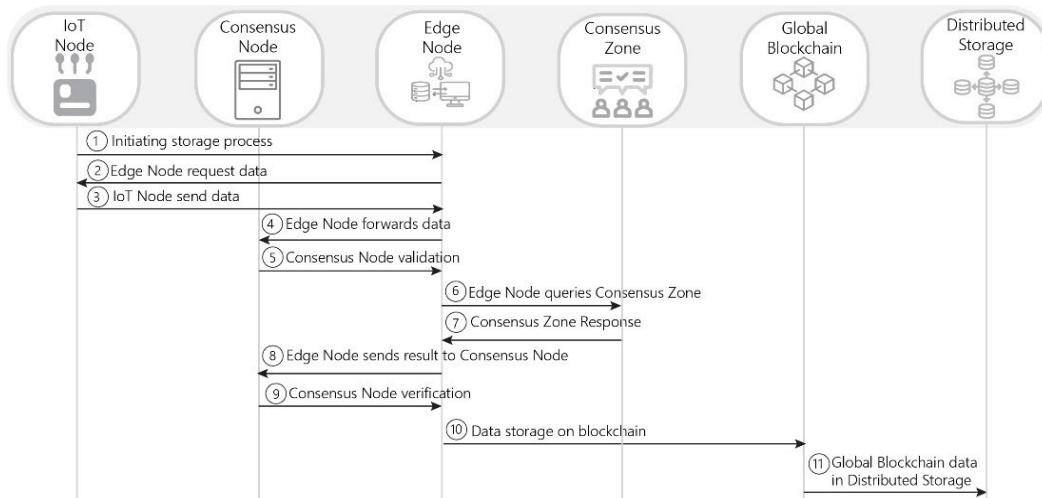 IoT
Node
Consensus
Node
Edge
Node
Consensus
Zone
Global
Blockchain
Distributed
Storage
1 Initiating storage process
2 Edge Node request data
3 IoT Node send data
4 Edge Node forwards data
5 Consensus Node validation
6 Edge Node queries Consensus Zone
7 Consensus Zone Response
8 Edge Node sends result to Consensus Node
9 Consensus Node verification
10 Data storage on blockchain
11 Global Blockchain data
in Distributed Storage